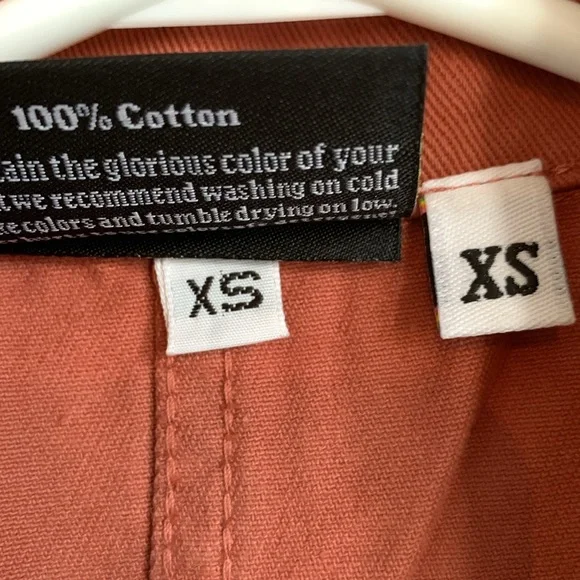 100% Cotton
ain the glorious color of your
t we recommend washing on cold
e colors and tumble drying on low.
XS
XS